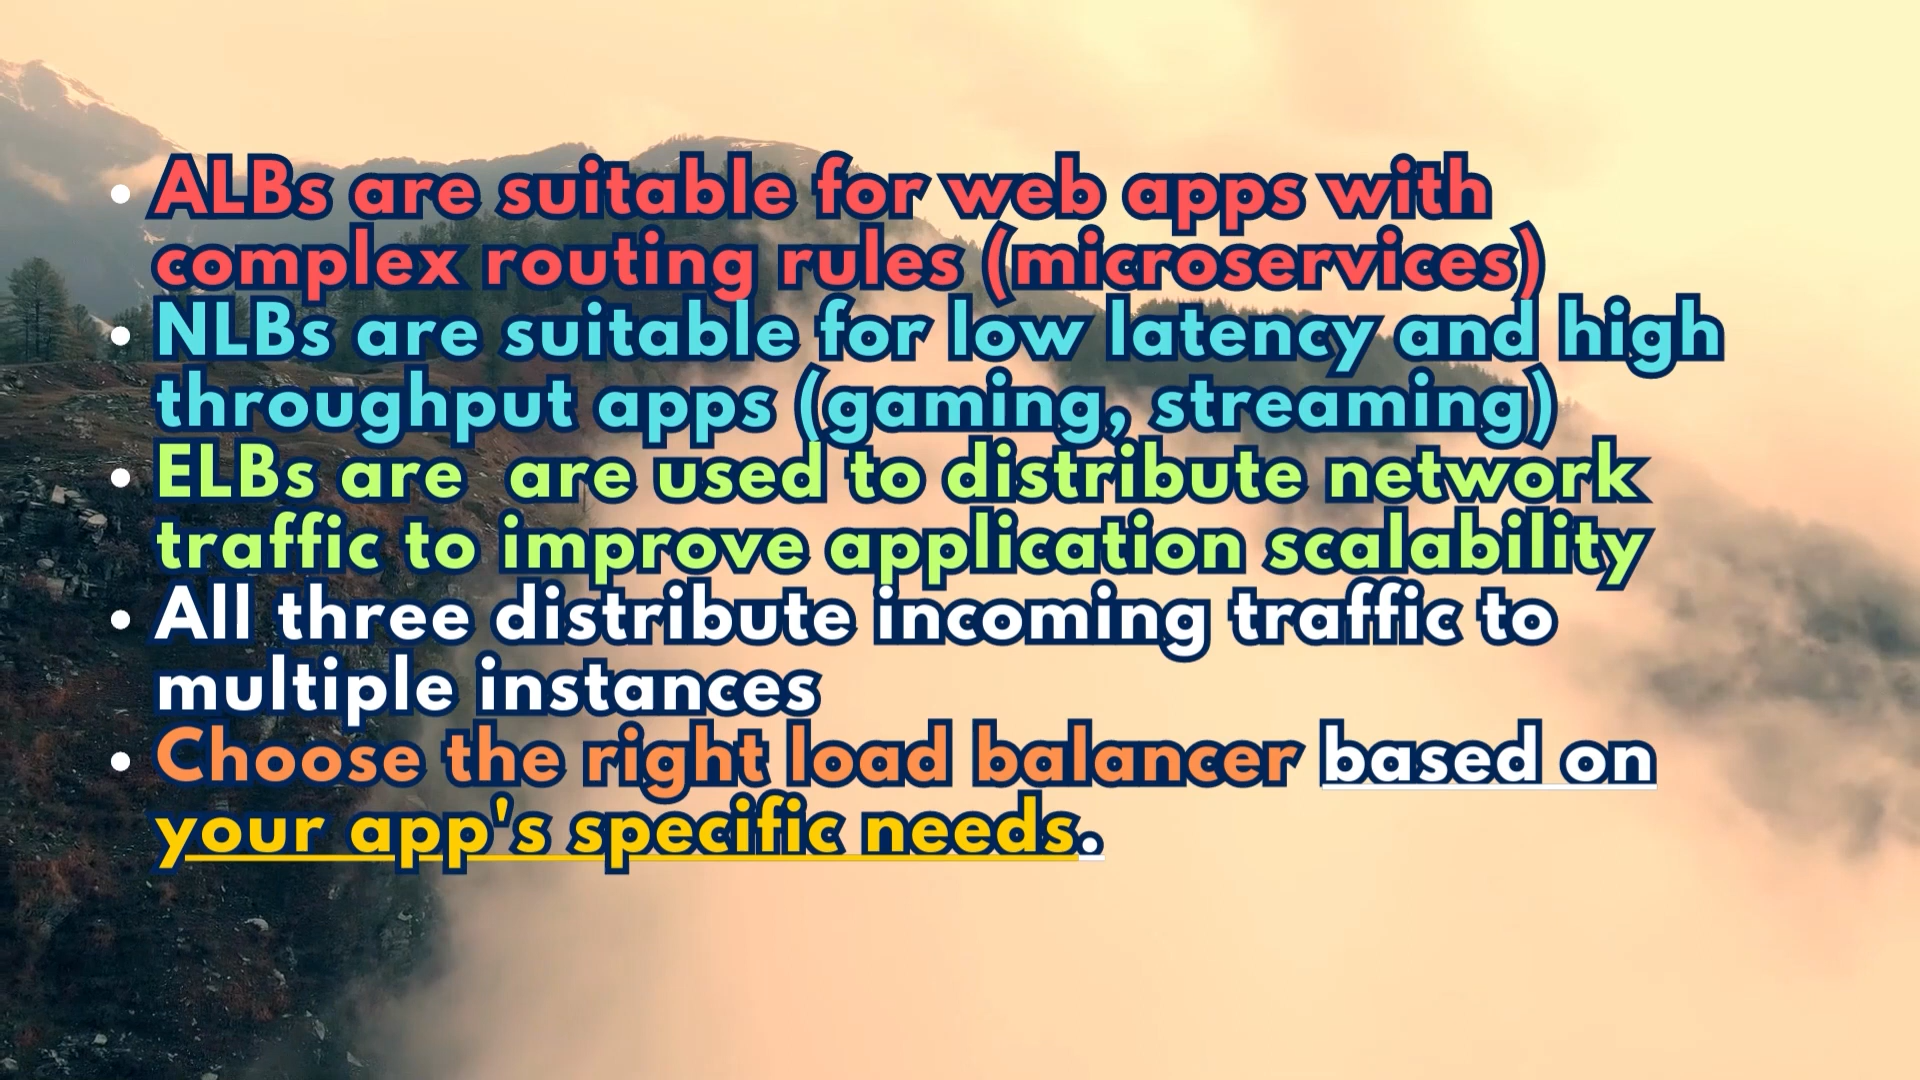 • ALBs are suitable for web apps with
complex routing rules (microservices)
• NLBs are suitable for low latency and high
throughput apps (gaming, streaming)
• ELBs are  are used to distribute network
traffic to improve application scalability
• All three distribute incoming traffic to
multiple instances
• Choose the right load balancer based on
your app's specific needs.